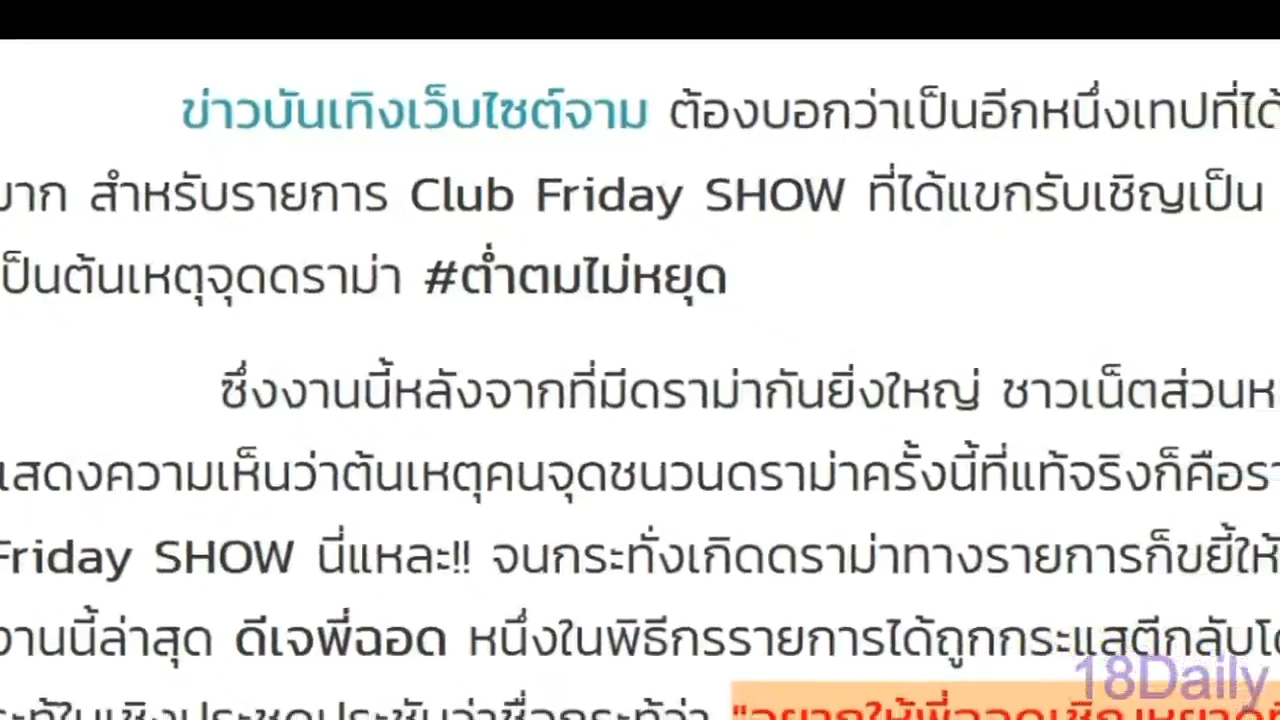 ข่าวบันเทิงเว็บไซต์จาม ต้องบอกว่าเป็นอีกหนึ่งเทปที่ได้
มาก สำหรับรายการ Club Friday SHOW ที่ได้แขกรับเชิญเป็น
เป็นต้นเหตุจุดดราม่า #ต่ำตมไม่หยุด
ซึ่งงานนี้หลังจากที่มีดราม่ากันยิ่งใหญ่ ชาวเน็ตส่วนห
แสดงความเห็นว่าต้นเหตุคนจุดชนวนดราม่าครั้งนี้ที่แท้จริงก็คือรา
Friday SHOW นี่แหละ!! จนกระทั่งเกิดดราม่าทางรายการก็ขยี้ให้
งานนี้ล่าสุด ดีเจพี่ฉอด หนึ่งในพิธีกรรายการได้ถูกกระแสตีกลับโด
18Daily